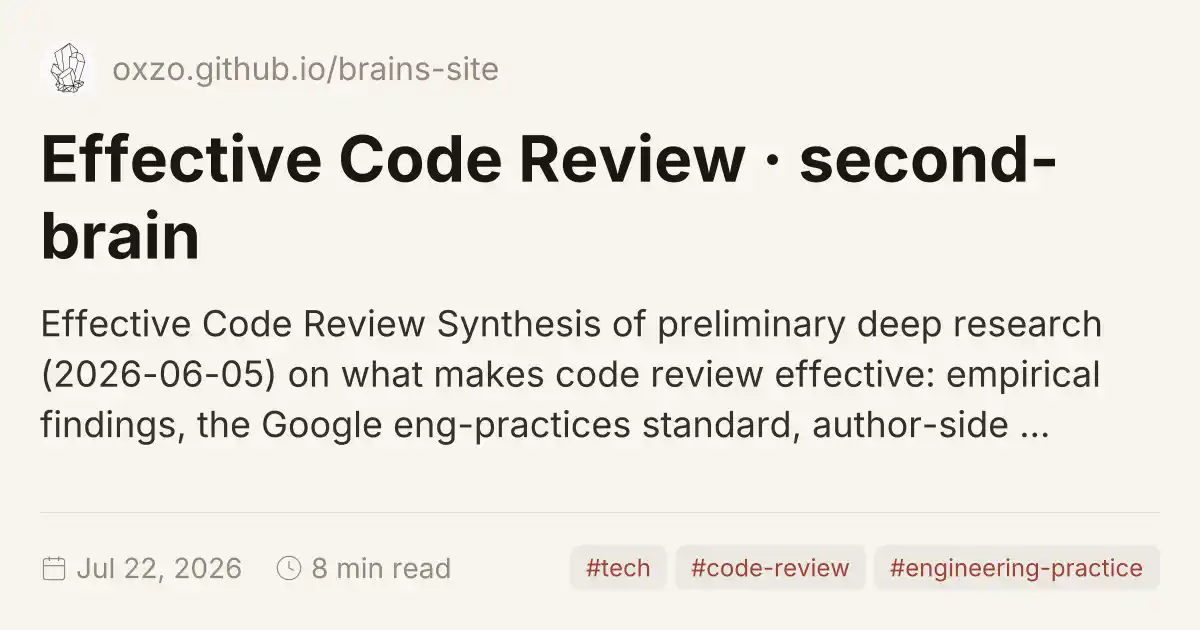 oxzo.github.io/brains-site
Effective Code Review · second-
brain
Effective Code Review Synthesis of preliminary deep research
(2026-06-05) on what makes code review effective: empirical
findings, the Google eng-practices standard, author-side ...
Jul 22, 2026 8 min read #tech #code-review #engineering-practice